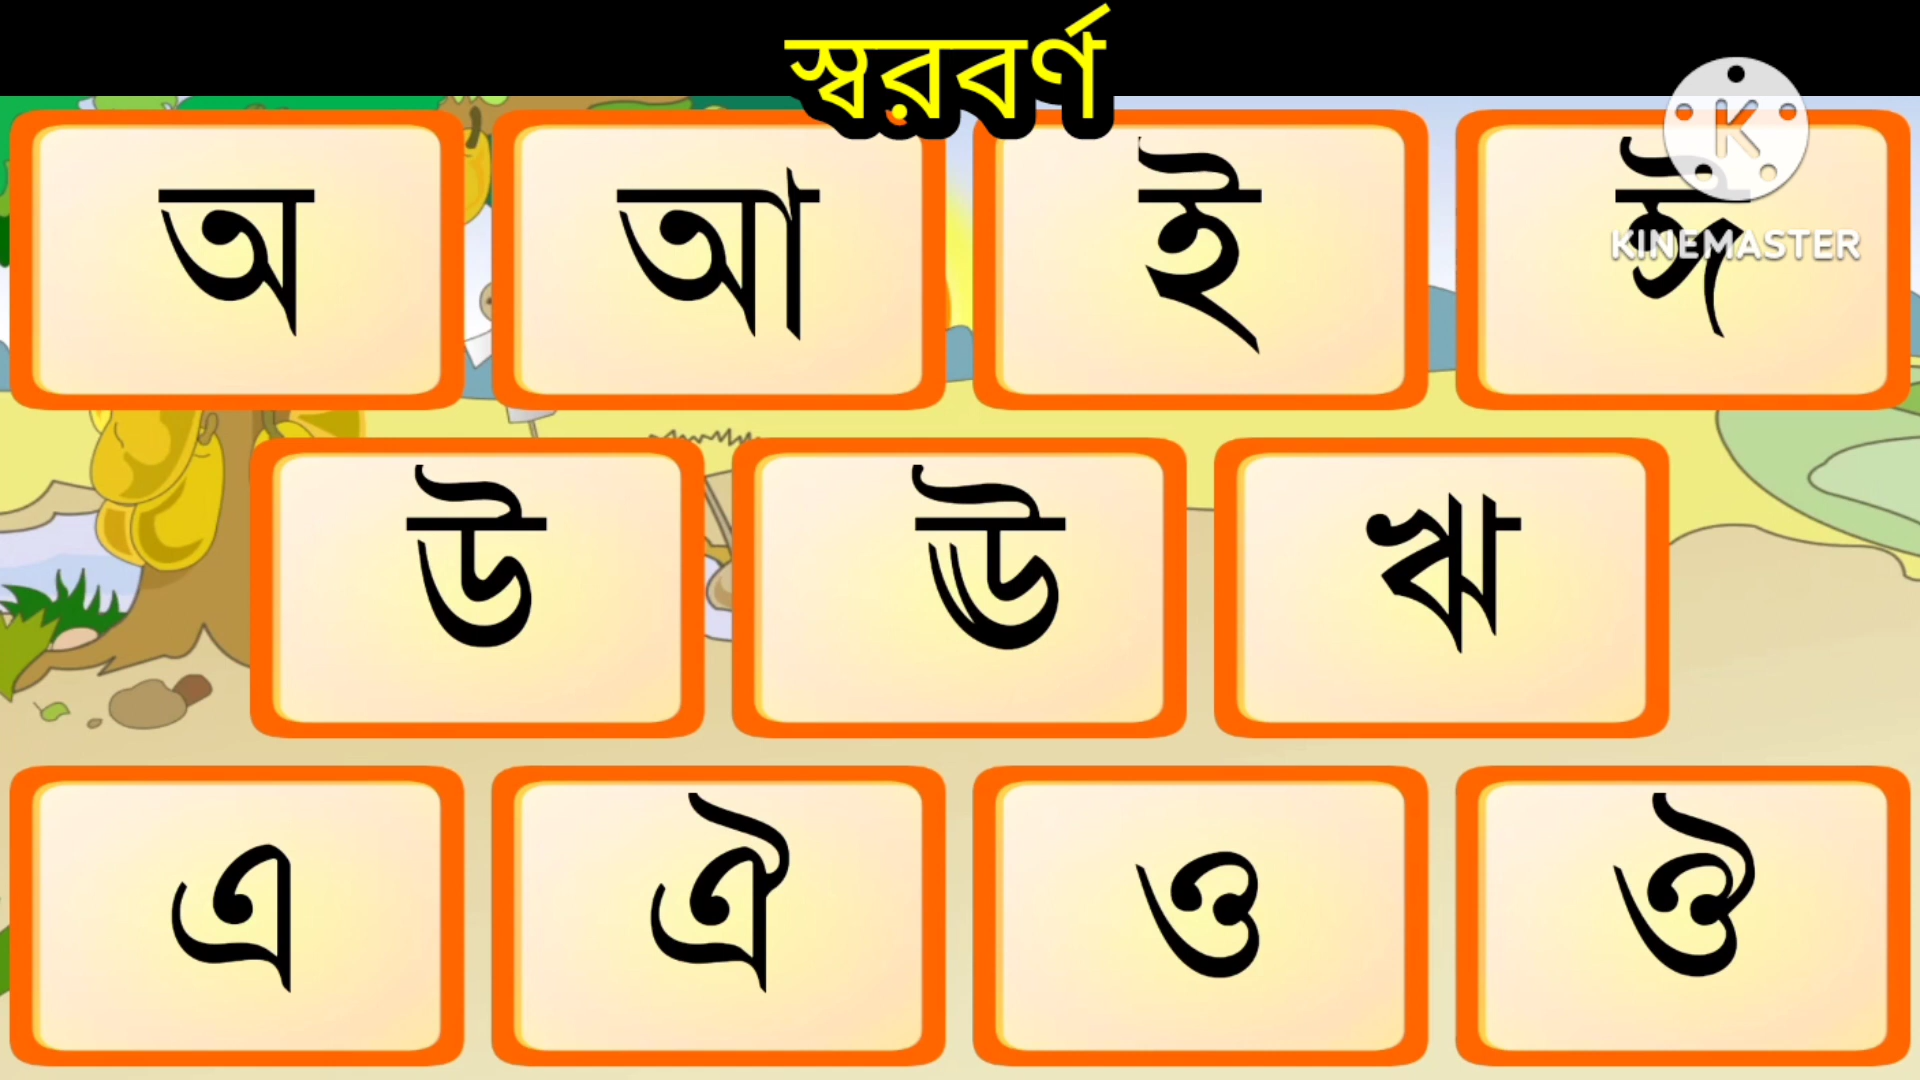 স্বরবর্ণ
অ আ ই ঈ
KINEMASTER
উ ঊ ঋ
এ ঐ ও ঔ